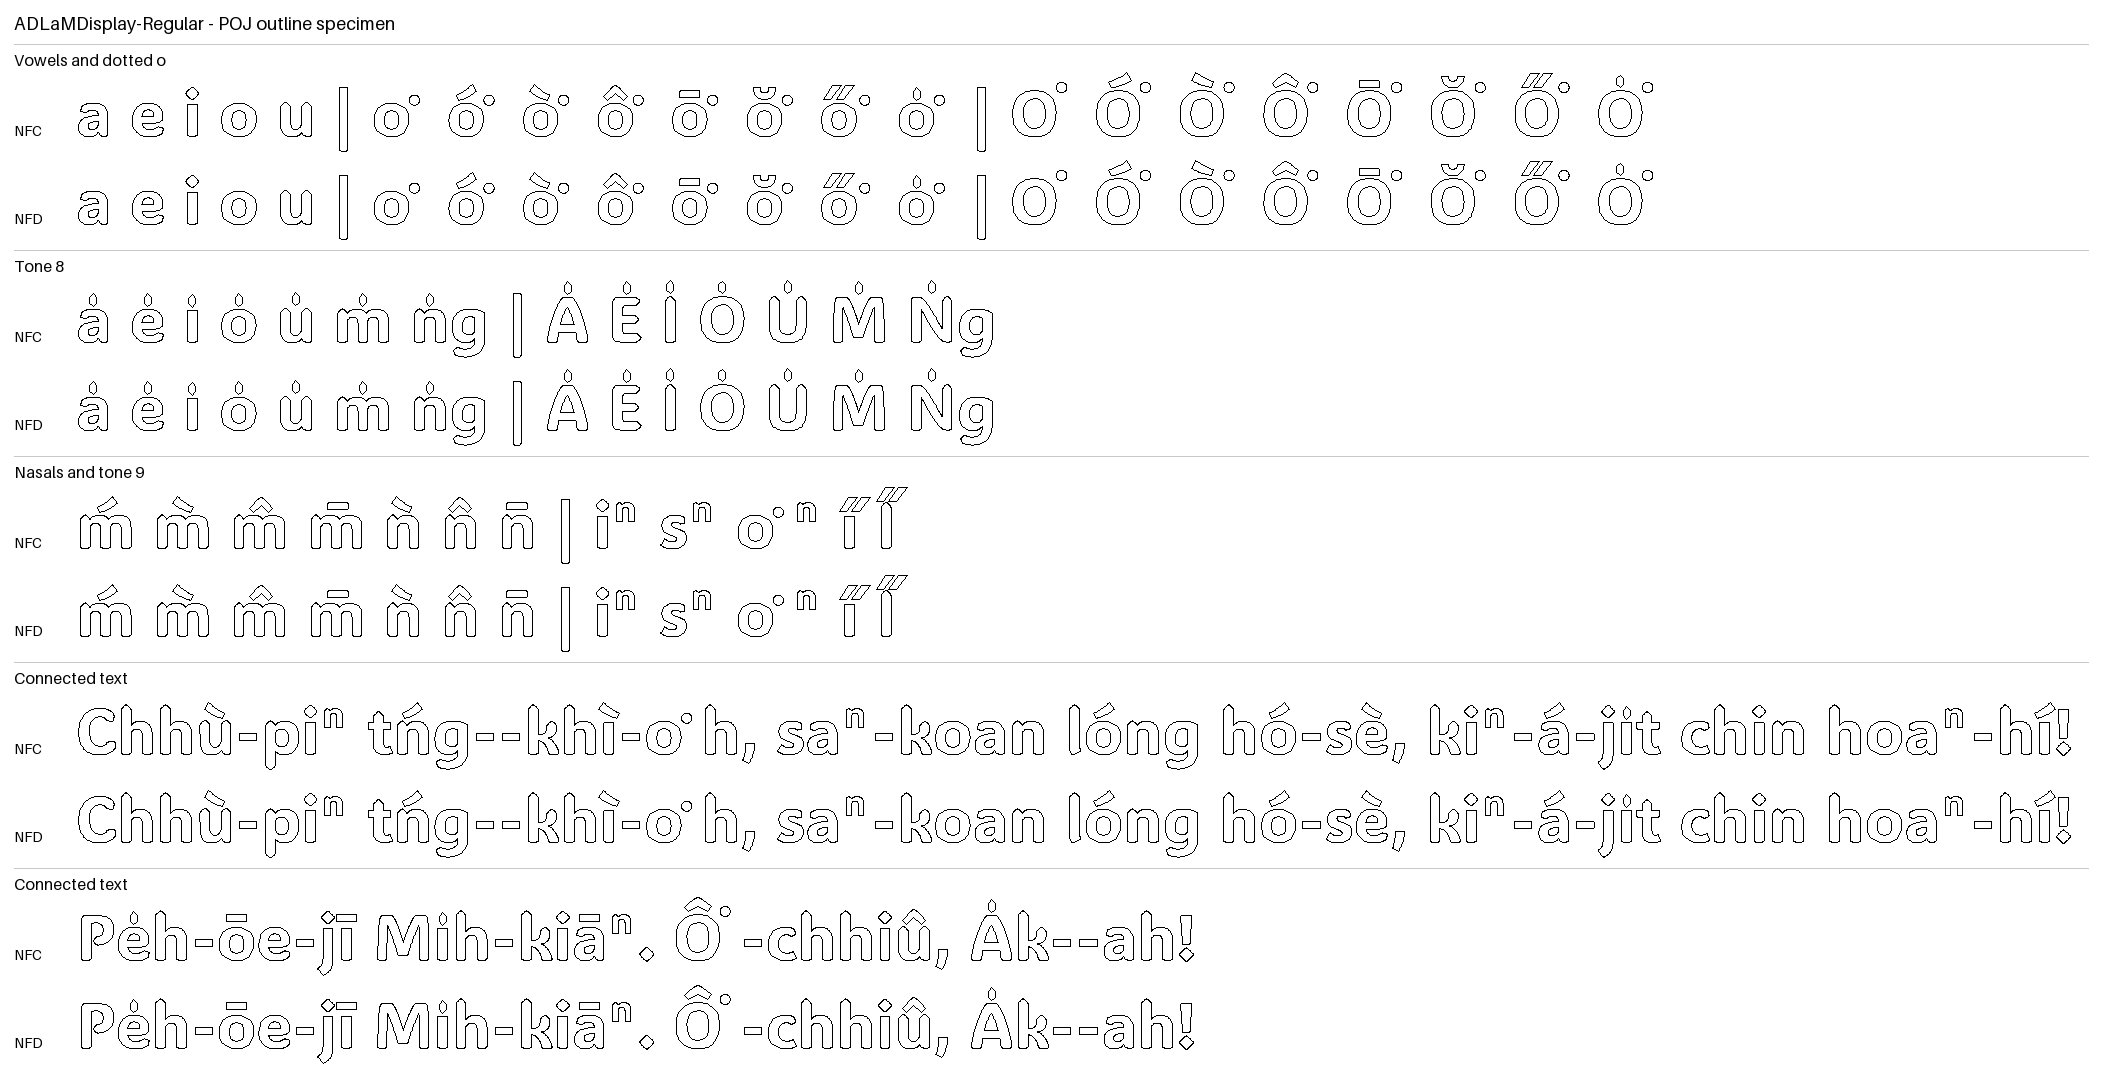 ADLaMDisplay-Regular - POJ outline specimen
Vowels and dotted o
NFC a e i o u | o͘ ó͘ ò͘ ô͘ ō͘ ŏ͘ ő͘ o̍͘ | O͘ Ó͘ Ò͘ Ô͘ Ō͘ Ŏ͘ Ő͘ O̍͘
NFD a e i o u | o͘ ó͘ ò͘ ô͘ ō͘ ŏ͘ ő͘ o̍͘ | O͘ Ó͘ Ò͘ Ô͘ Ō͘ Ŏ͘ Ő͘ O̍͘
Tone 8
NFC a̍ e̍ i̍ o̍ u̍ m̍ n̍g | A̍ E̍ I̍ O̍ U̍ M̍ N̍g
NFD a̍ e̍ i̍ o̍ u̍ m̍ n̍g | A̍ E̍ I̍ O̍ U̍ M̍ N̍g
Nasals and tone 9
NFC ḿ m̀ m̂ m̄ ǹ n̂ n̄ | iⁿ sⁿ o͘ⁿ i̋ I̋
NFD ḿ m̀ m̂ m̄ ǹ n̂ n̄ | iⁿ sⁿ o͘ⁿ i̋ I̋
Connected text
NFC Chhù-piⁿ tńg--khì-o͘h, saⁿ-koan lóng hó-sè, kiⁿ-á-ji̍t chin hoaⁿ-hí!
NFD Chhù-piⁿ tńg--khì-o͘h, saⁿ-koan lóng hó-sè, kiⁿ-á-ji̍t chin hoaⁿ-hí!
Connected text
NFC Pe̍h-ōe-jī Mi̍h-kiāⁿ. Ô͘-chhiû, A̍k--ah!
NFD Pe̍h-ōe-jī Mi̍h-kiāⁿ. Ô͘-chhiû, A̍k--ah!